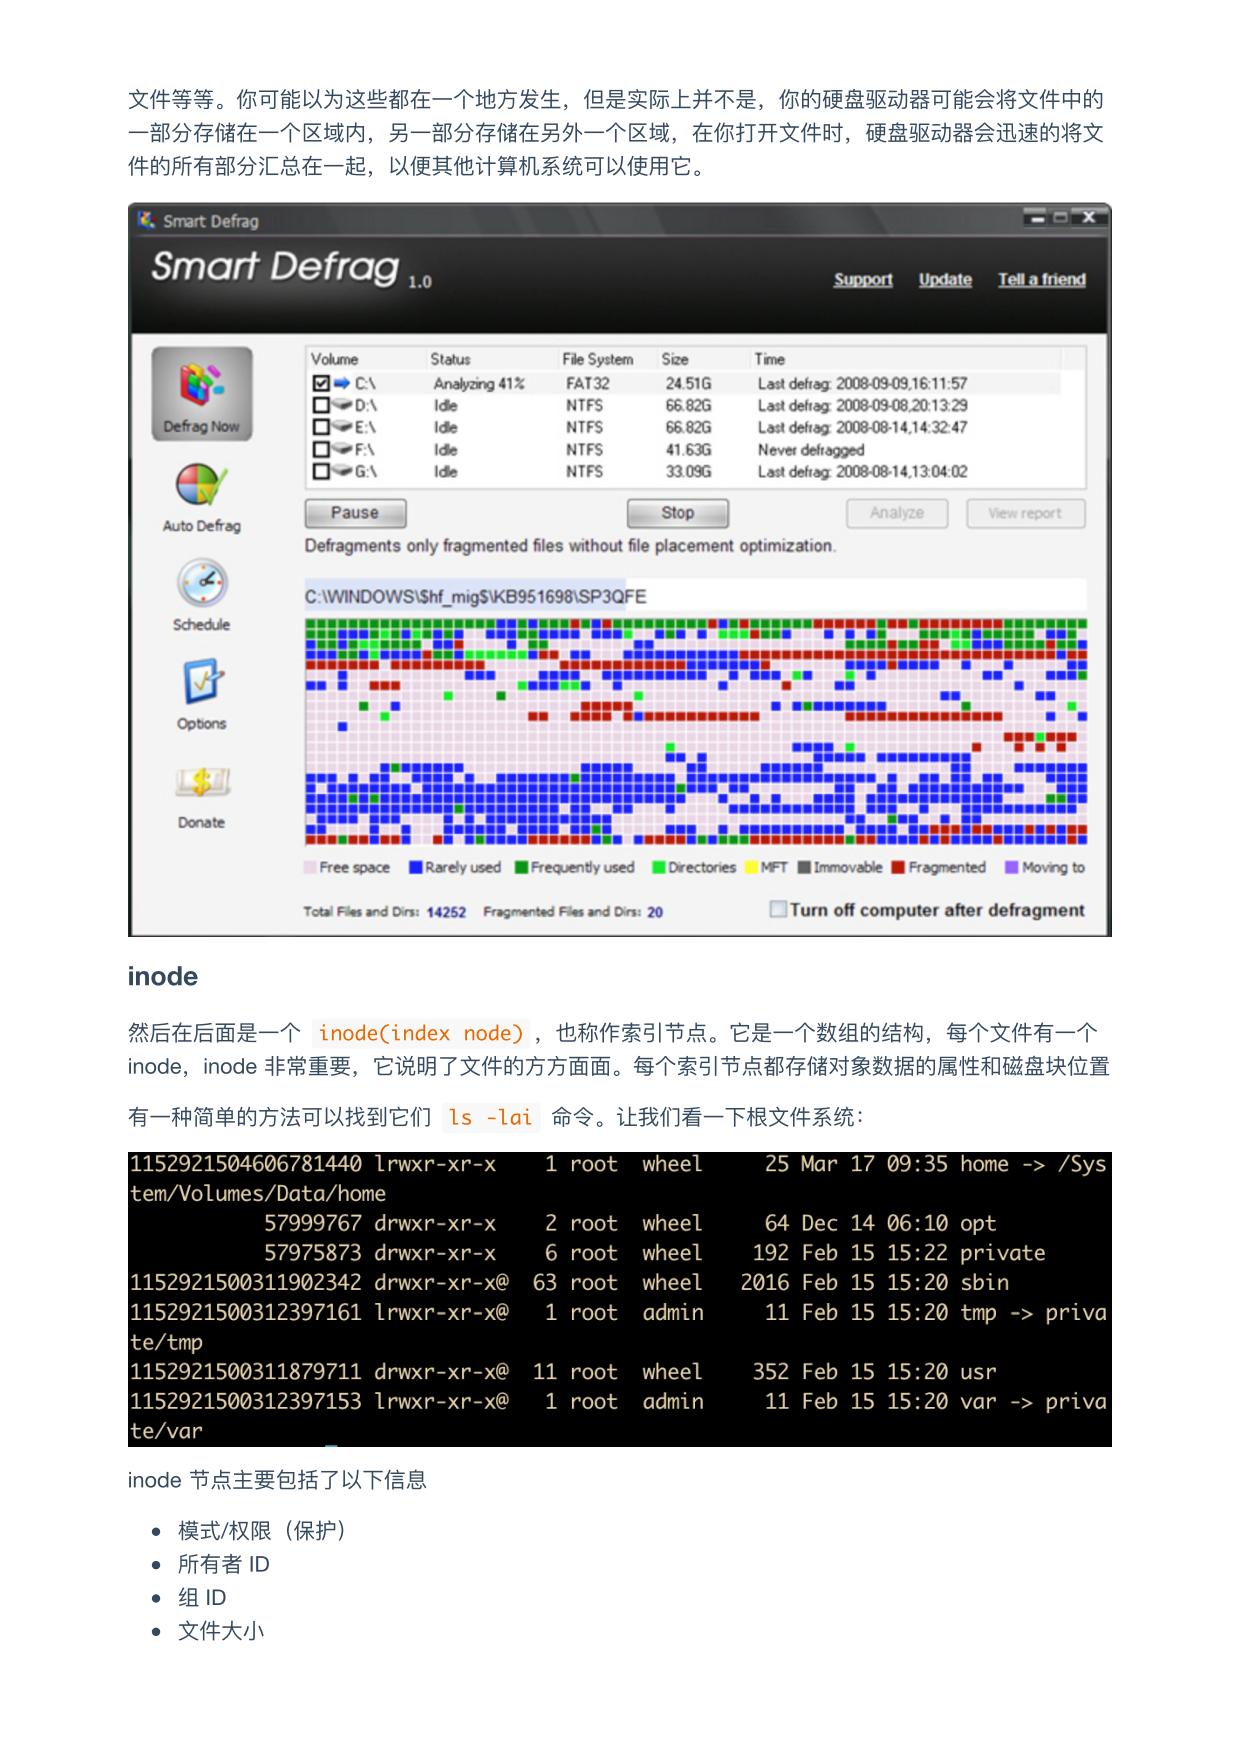 文件等等。你可能以为这些都在一个地方发生，但是实际上并不是，你的硬盘驱动器可能会将文件中的
一部分存储在一个区域内，另一部分存储在另外一个区域，在你打开文件时，硬盘驱动器会迅速的将文
件的所有部分汇总在一起，以便其他计算机系统可以使用它。
Smart Defrag
Smart Defrag 1.0
Support Update Tell a friend
Volume Status File System Size Time
C:\ Analyzing 41% FAT32 24.51G Last defrag: 2008-09-09,16:11:57
D:\ Idle NTFS 66.82G Last defrag: 2008-09-08,20:13:29
E:\ Idle NTFS 66.82G Last defrag: 2008-08-14,14:32:47
F:\ Idle NTFS 41.63G Never defragged
G:\ Idle NTFS 33.09G Last defrag: 2008-08-14,13:04:02
Defrag Now
Auto Defrag
Schedule
Options
Donate
Pause Stop Analyze View report
Defragments only fragmented files without file placement optimization.
C:\WINDOWS\$hf_mig$\KB951698\SP3QFE
Free space Rarely used Frequently used Directories MFT Immovable Fragmented Moving to
Total Files and Dirs: 14252 Fragmented Files and Dirs: 20 Turn off computer after defragment
inode
然后在后面是一个 inode(index node) ，也称作索引节点。它是一个数组的结构，每个文件有一个
inode，inode 非常重要，它说明了文件的方方面面。每个索引节点都存储对象数据的属性和磁盘块位置
有一种简单的方法可以找到它们 ls -lai 命令。让我们看一下根文件系统：
1152921504606781440 lrwxr-xr-x 1 root wheel 25 Mar 17 09:35 home -> /Sys
tem/Volumes/Data/home
57999767 drwxr-xr-x 2 root wheel 64 Dec 14 06:10 opt
57975873 drwxr-xr-x 6 root wheel 192 Feb 15 15:22 private
1152921500311902342 drwxr-xr-x@ 63 root wheel 2016 Feb 15 15:20 sbin
1152921500312397161 lrwxr-xr-x@ 1 root admin 11 Feb 15 15:20 tmp -> priva
te/tmp
1152921500311879711 drwxr-xr-x@ 11 root wheel 352 Feb 15 15:20 usr
1152921500312397153 lrwxr-xr-x@ 1 root admin 11 Feb 15 15:20 var -> priva
te/var
inode 节点主要包括了以下信息
• 模式/权限（保护）
• 所有者 ID
• 组 ID
• 文件大小